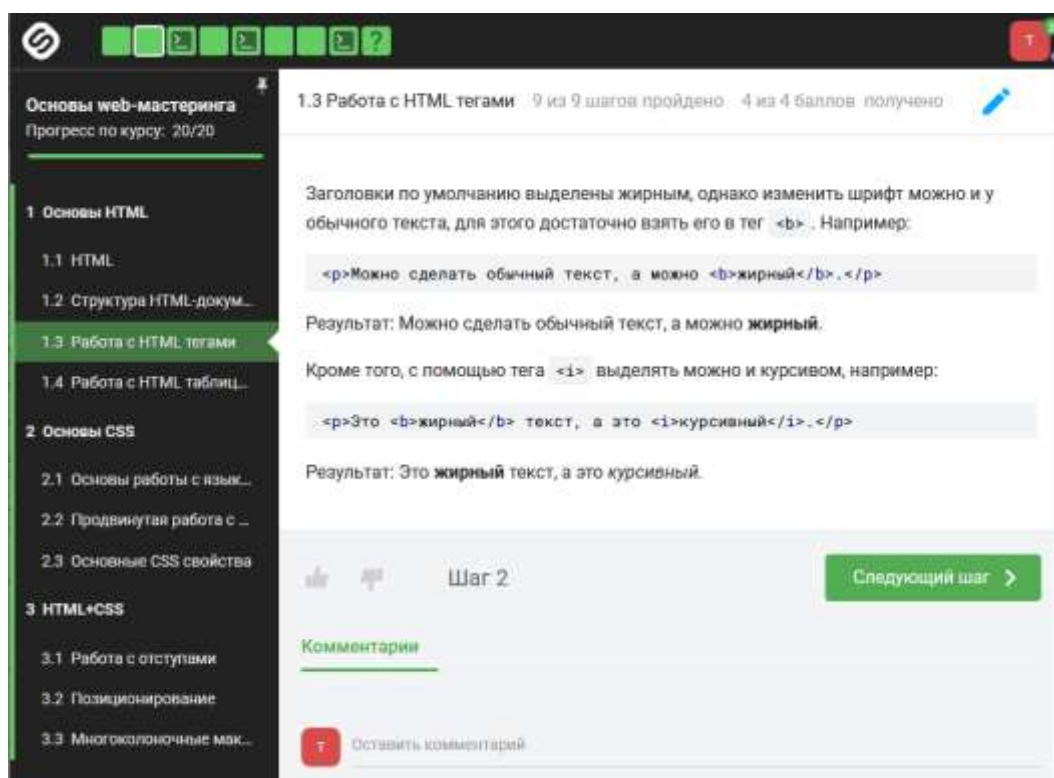 ?
T
Основы web-мастеринга
Прогресс по курсу: 20/20
1 Основы HTML
1.1 HTML
1.2 Структура HTML-докум...
1.3 Работа с HTML тегами
1.4 Работа с HTML таблиц...
2 Основы CSS
2.1 Основы работы с язык...
2.2 Продвинутая работа с ...
2.3 Основные CSS свойства
3 HTML+CSS
3.1 Работа с отступами
3.2 Позиционирование
3.3 Многоколоночные мак...
1.3 Работа с HTML тегами 9 из 9 шагов пройдено 4 из 4 баллов получено
Заголовки по умолчанию выделены жирным, однако изменить шрифт можно и у
обычного текста, для этого достаточно взять его в тег <b> . Например:
<p>Можно сделать обычный текст, а можно <b>жирный</b>.</p>
Результат: Можно сделать обычный текст, а можно жирный.
Кроме того, с помощью тега <i> выделять можно и курсивом, например:
<p>Это <b>жирный</b> текст, а это <i>курсивный</i>.</p>
Результат: Это жирный текст, а это курсивный.
Шаг 2
Следующий шаг
Комментарии
T
Оставить комментарий